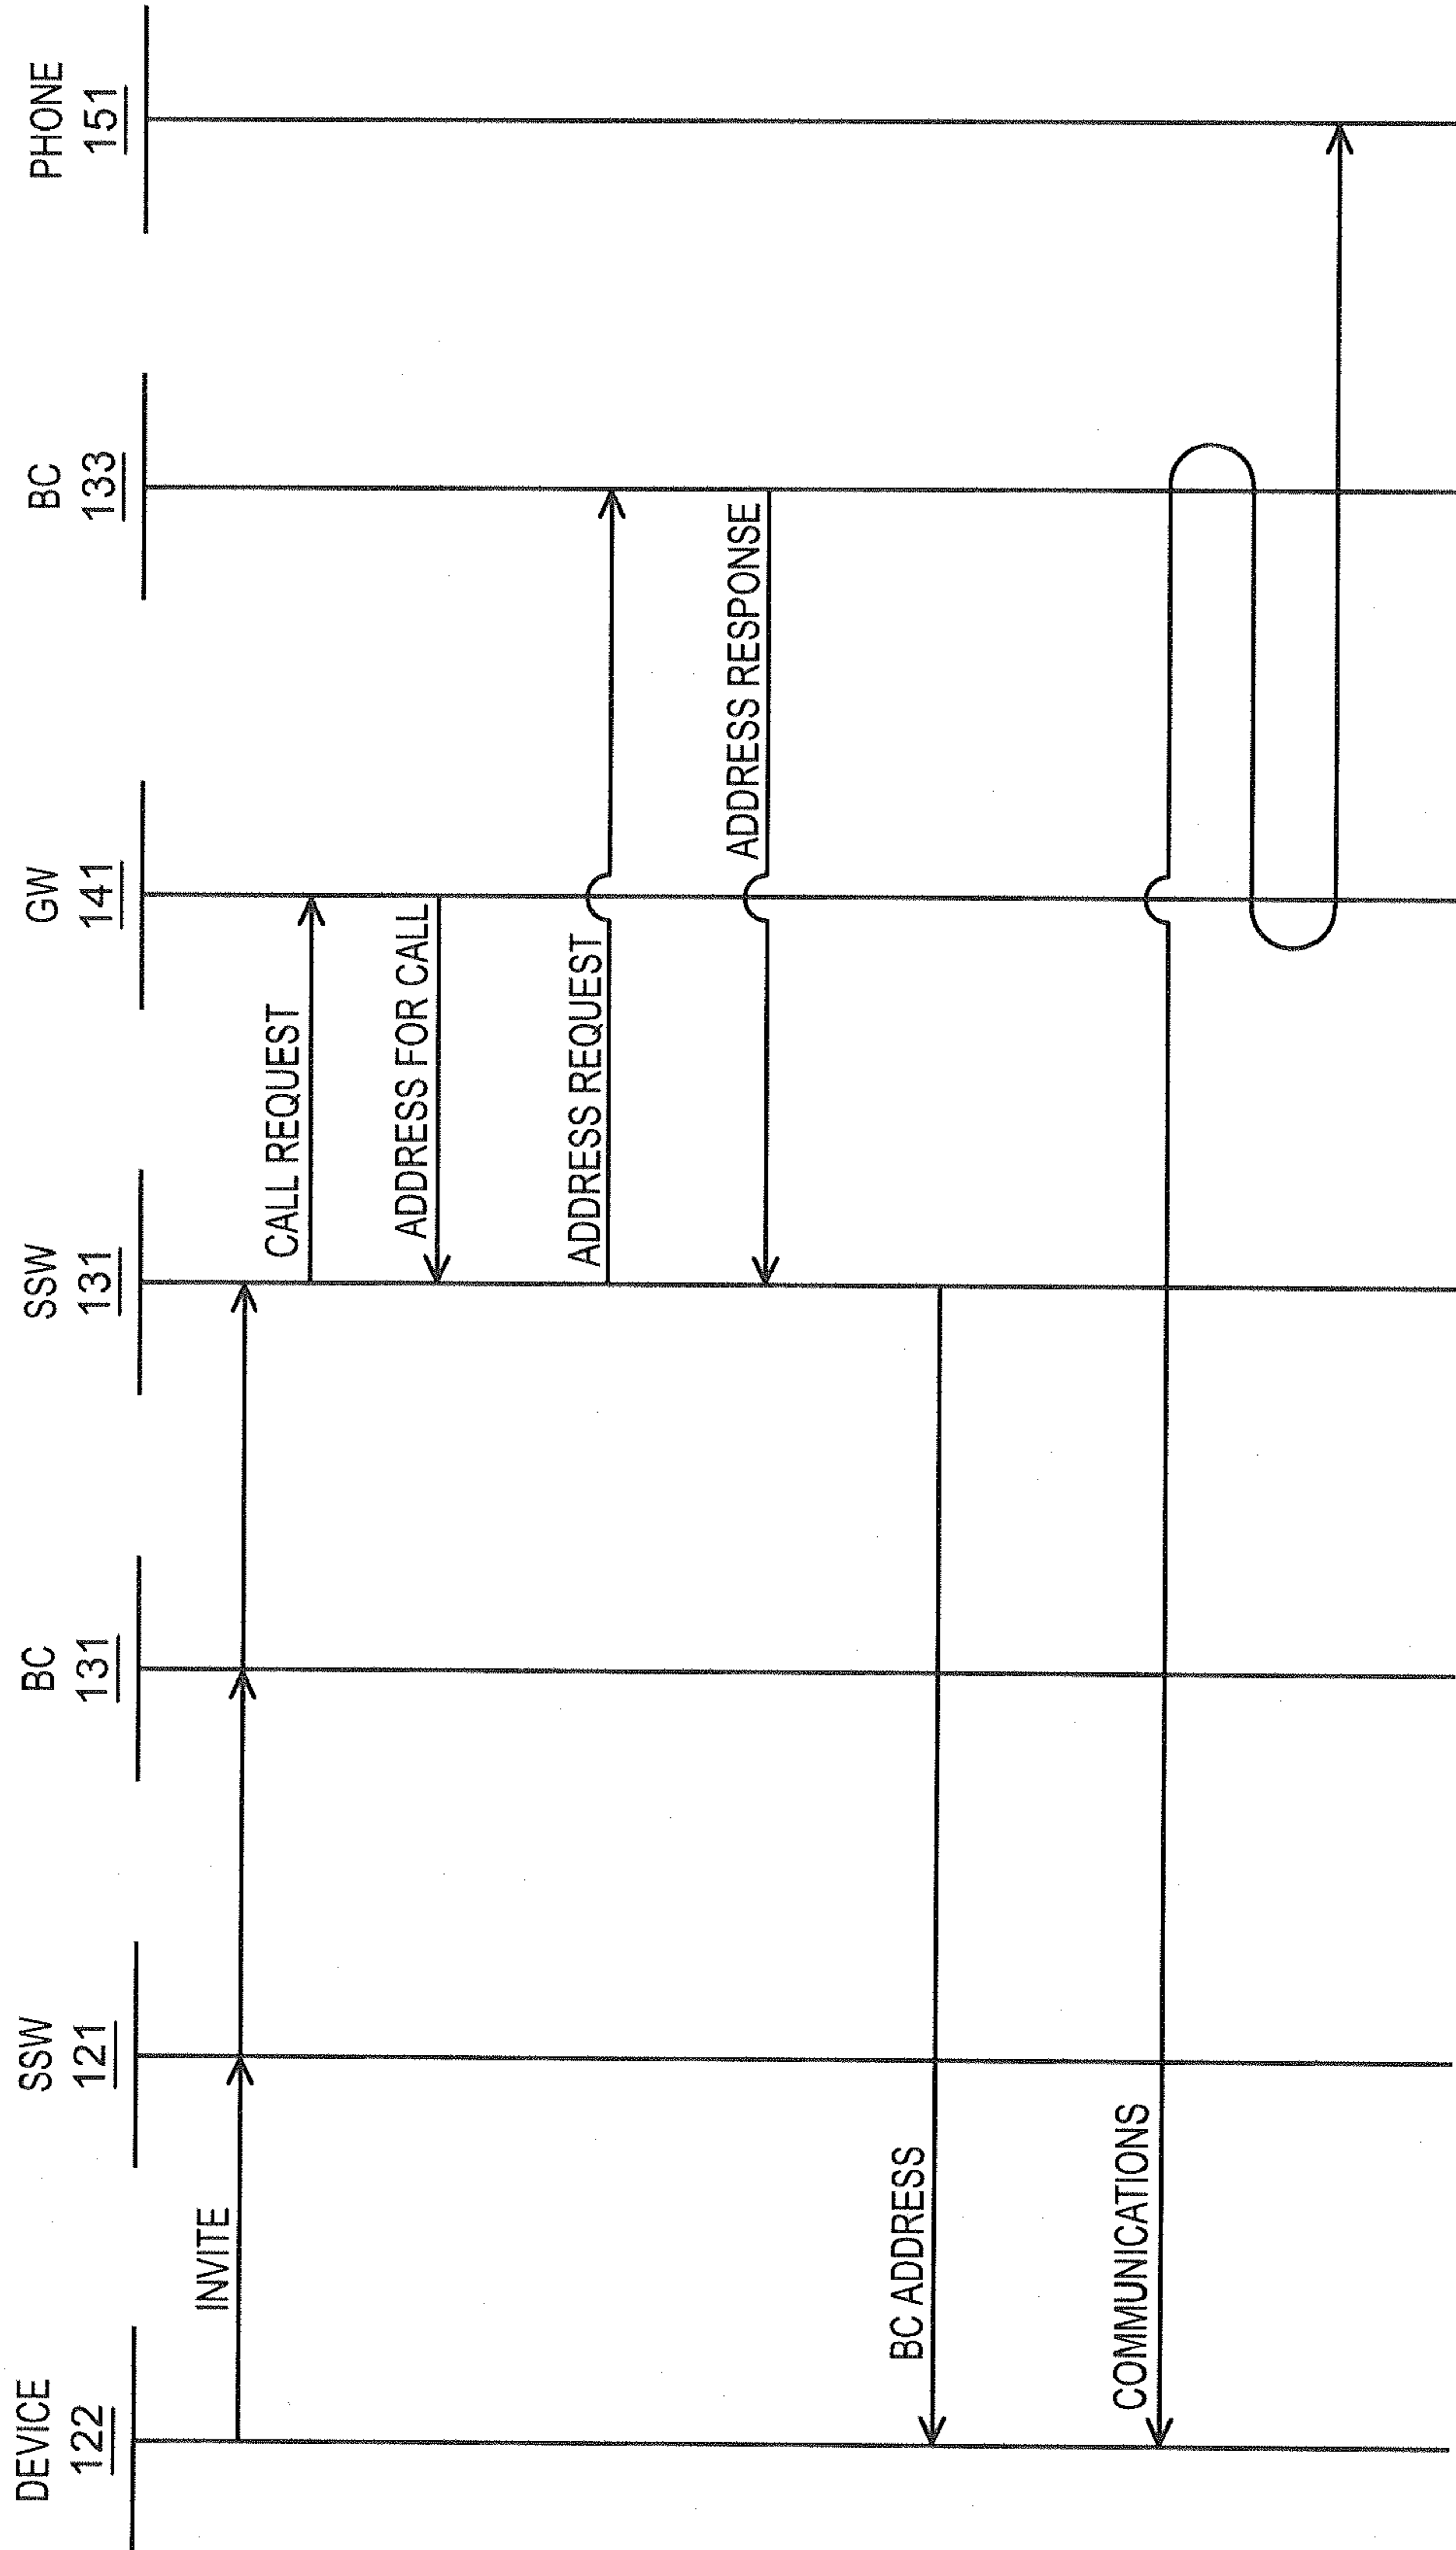 DEVICE
122
SSW
121
BC
131
SSW
131
GW
141
BC
133
PHONE
151
INVITE
CALL REQUEST
ADDRESS FOR CALL
ADDRESS REQUEST
ADDRESS RESPONSE
BC ADDRESS
COMMUNICATIONS